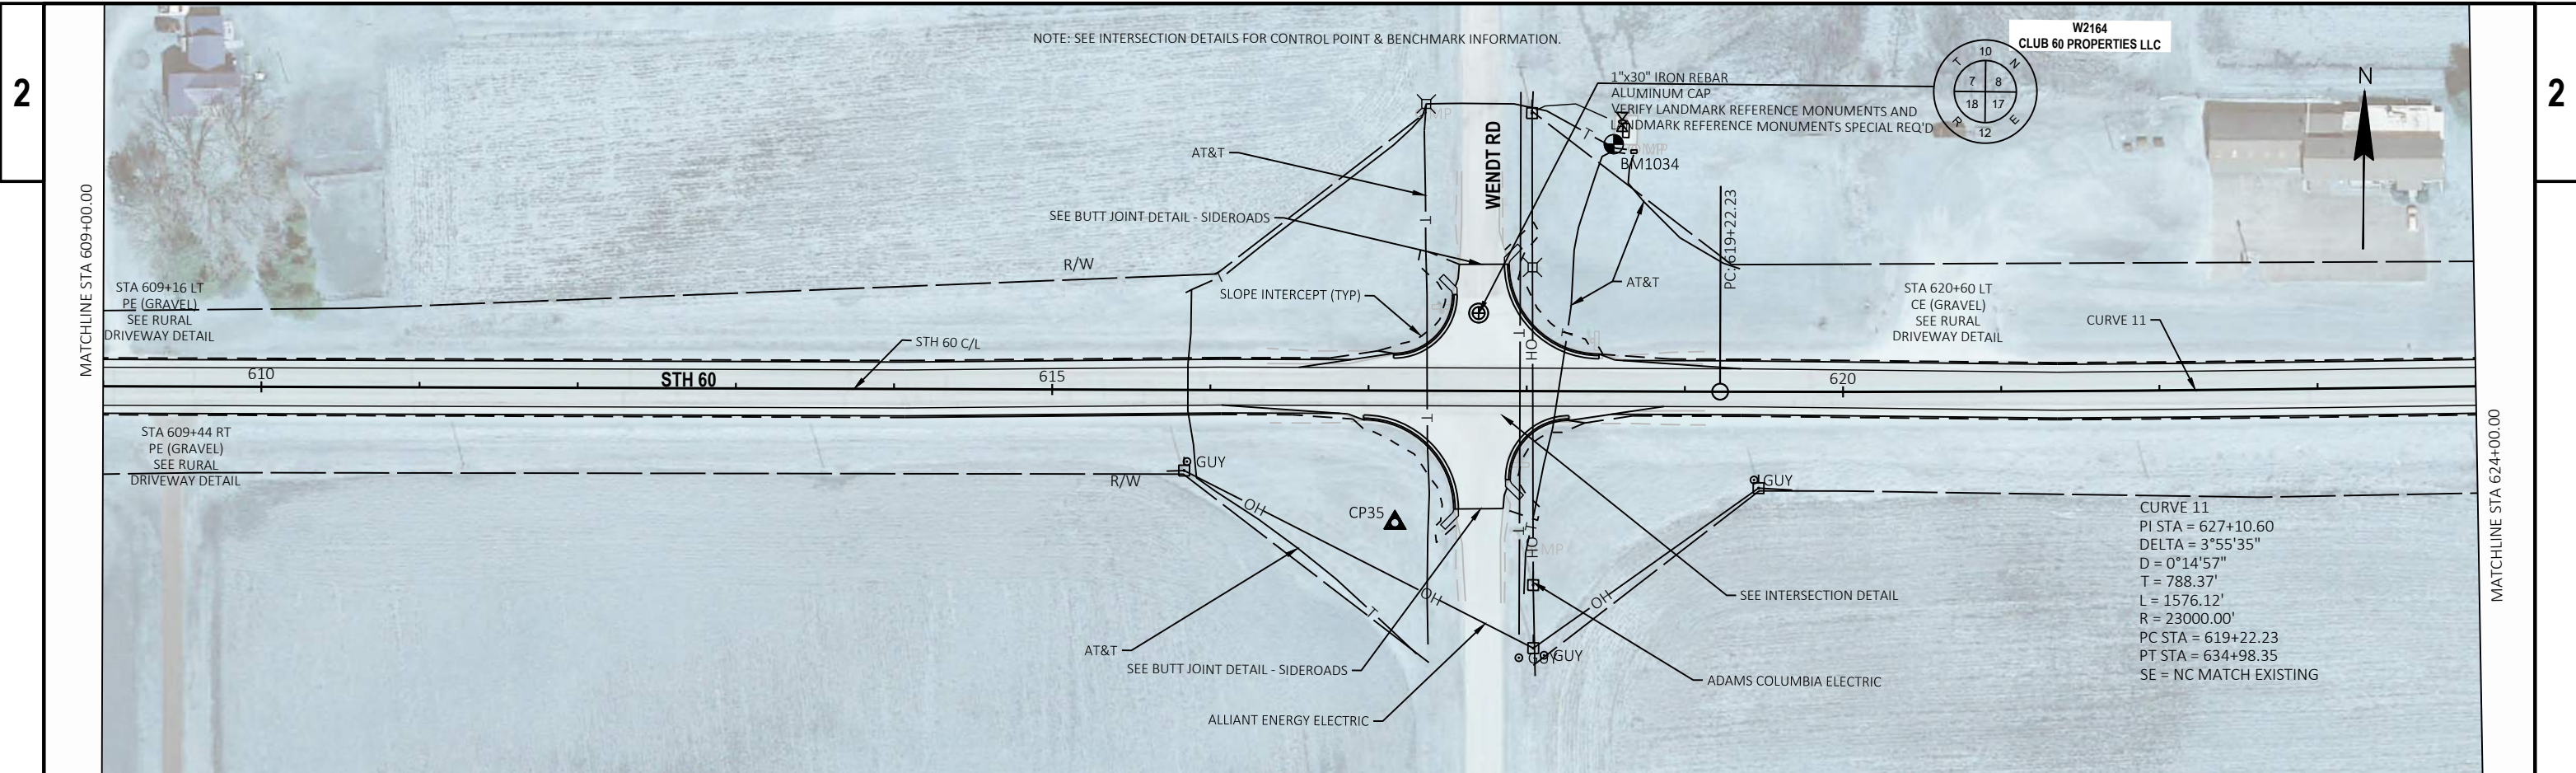 2
2
NOTE: SEE INTERSECTION DETAILS FOR CONTROL POINT & BENCHMARK INFORMATION.
W2164
CLUB 60 PROPERTIES LLC
1"x30" IRON REBAR
ALUMINUM CAP
VERIFY LANDMARK REFERENCE MONUMENTS AND
LANDMARK REFERENCE MONUMENTS SPECIAL REQ'D
10
T N
7 8
18 17
R E
12
N
AT&T
WENDT RD
BM1034
T
T
MATCHLINE STA 609+00.00
SEE BUTT JOINT DETAIL - SIDEROADS
PC: 619+22.23
R/W
AT&T
STA 609+16 LT
PE (GRAVEL)
SEE RURAL
DRIVEWAY DETAIL
SLOPE INTERCEPT (TYP)
STA 620+60 LT
CE (GRAVEL)
SEE RURAL
DRIVEWAY DETAIL
CURVE 11
STH 60 C/L
T
OH
T
610
STH 60
615
620
T
STA 609+44 RT
PE (GRAVEL)
SEE RURAL
DRIVEWAY DETAIL
R/W
GUY
GUY
OH
CP35
T
T
OH
MP
MATCHLINE STA 624+00.00
CURVE 11
PI STA = 627+10.60
DELTA = 3°55'35"
D = 0°14'57"
T = 788.37'
L = 1576.12'
R = 23000.00'
PC STA = 619+22.23
PT STA = 634+98.35
SE = NC MATCH EXISTING
SEE INTERSECTION DETAIL
OH
OH
T
AT&T
GUY
GUY
SEE BUTT JOINT DETAIL - SIDEROADS
ADAMS COLUMBIA ELECTRIC
ALLIANT ENERGY ELECTRIC